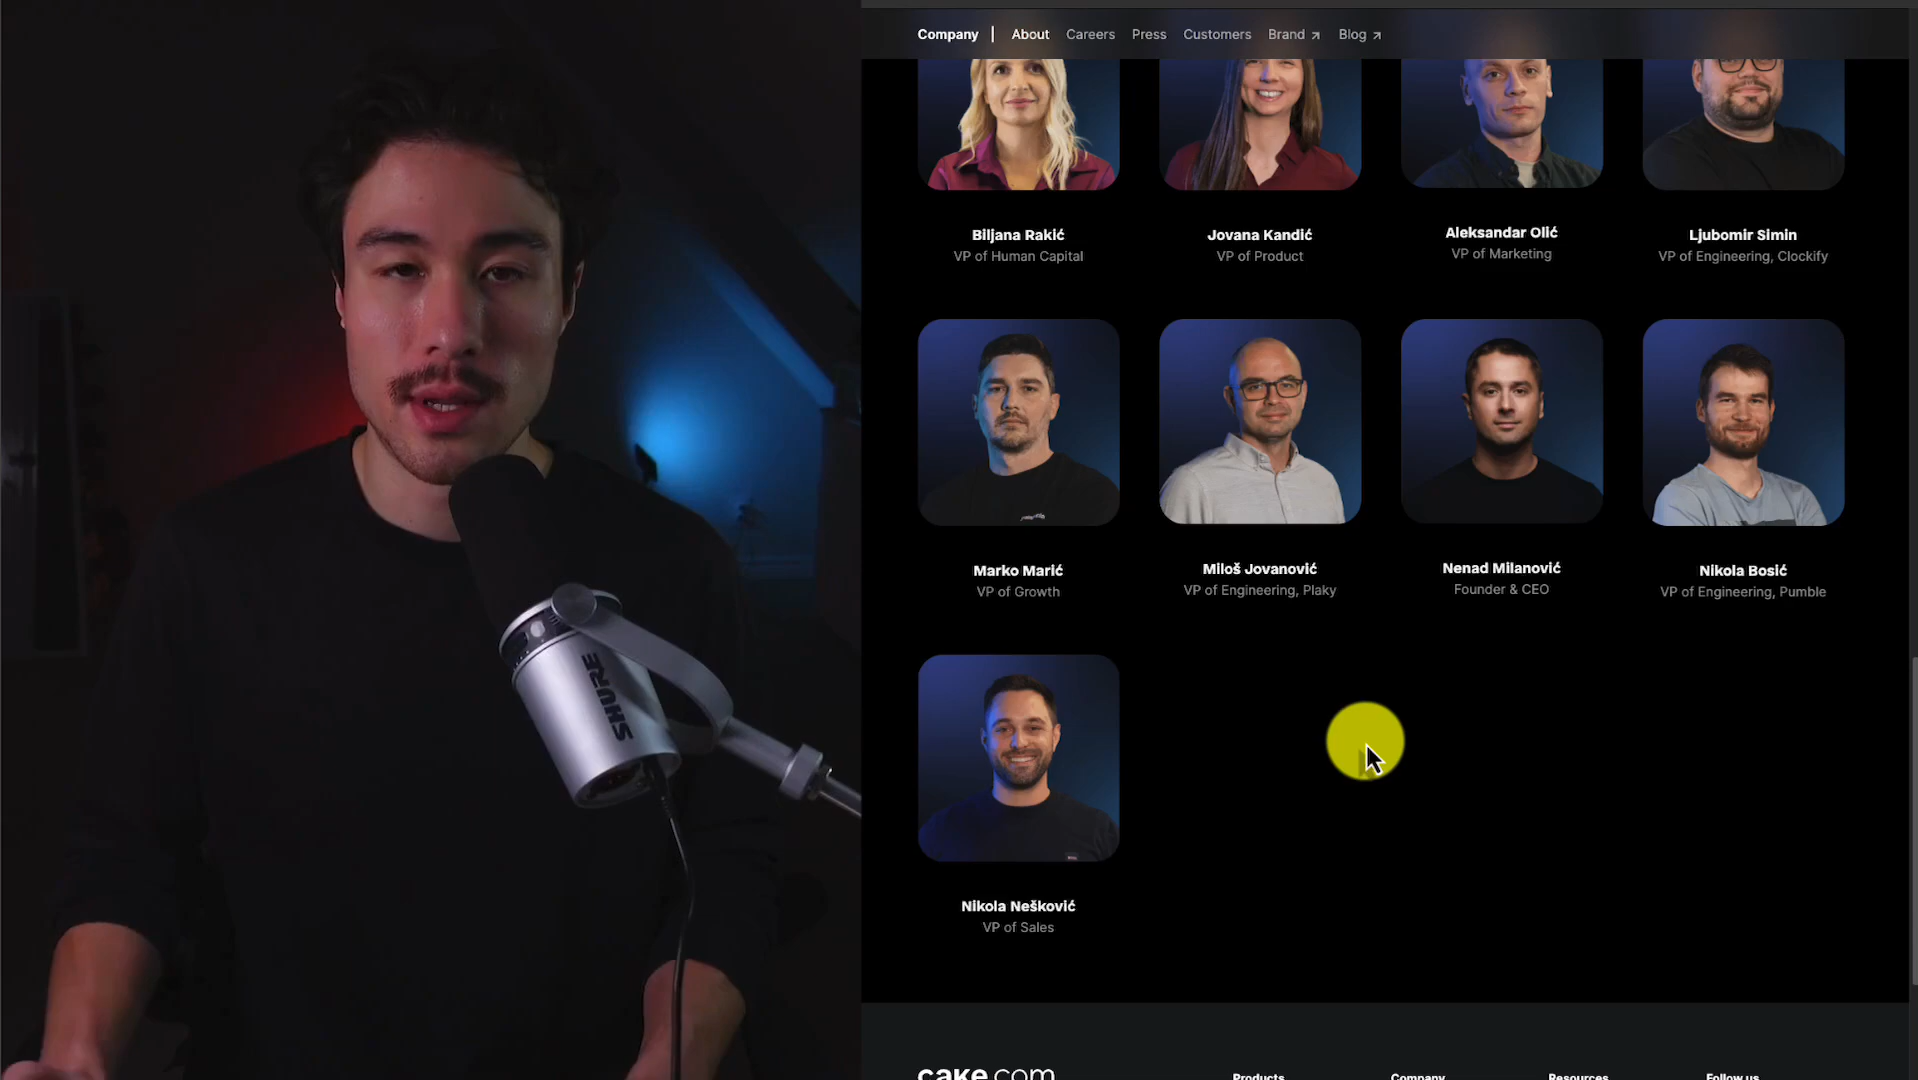 Company | About Careers Press Customers Brand ↗ Blog ↗
Biljana Rakić
VP of Human Capital
Jovana Kandić
VP of Product
Aleksandar Olić
VP of Marketing
Ljubomir Simin
VP of Engineering, Clockify
Marko Marić
VP of Growth
Miloš Jovanović
VP of Engineering, Plaky
Nenad Milanović
Founder & CEO
Nikola Bosić
VP of Engineering, Pumble
SHURE
Nikola Nešković
VP of Sales
cake.com
Products Company Resources Follow us